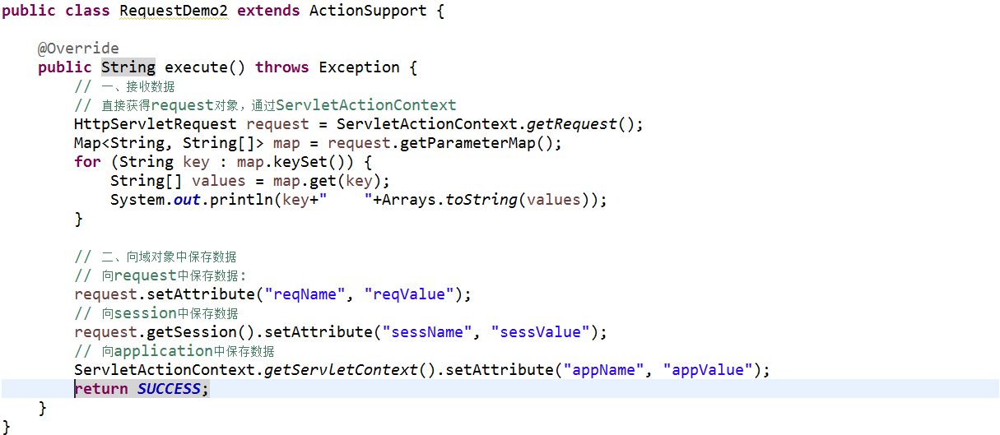 public class RequestDemo2 extends ActionSupport {
@Override
public String execute() throws Exception {
// 一、接收数据
// 直接获得request对象，通过ServletActionContext
HttpServletRequest request = ServletActionContext.getRequest();
Map<String, String[]> map = request.getParameterMap();
for (String key : map.keySet()) {
String[] values = map.get(key);
System.out.println(key+"    "+Arrays.toString(values));
}
// 二、向域对象中保存数据
// 向request中保存数据:
request.setAttribute("reqName", "reqValue");
// 向session中保存数据
request.getSession().setAttribute("sessName", "sessValue");
// 向application中保存数据
ServletActionContext.getServletContext().setAttribute("appName", "appValue");
return SUCCESS;
}
}